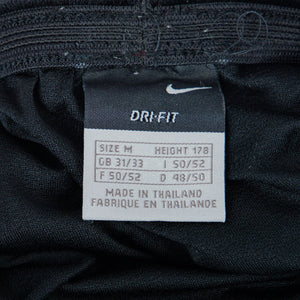 DRI-FIT
SIZE M HEIGHT 178
GB 31/33 I 50/52
F 50/52 D 48/50
MADE IN THAILAND
FABRIQUE EN THAILANDE